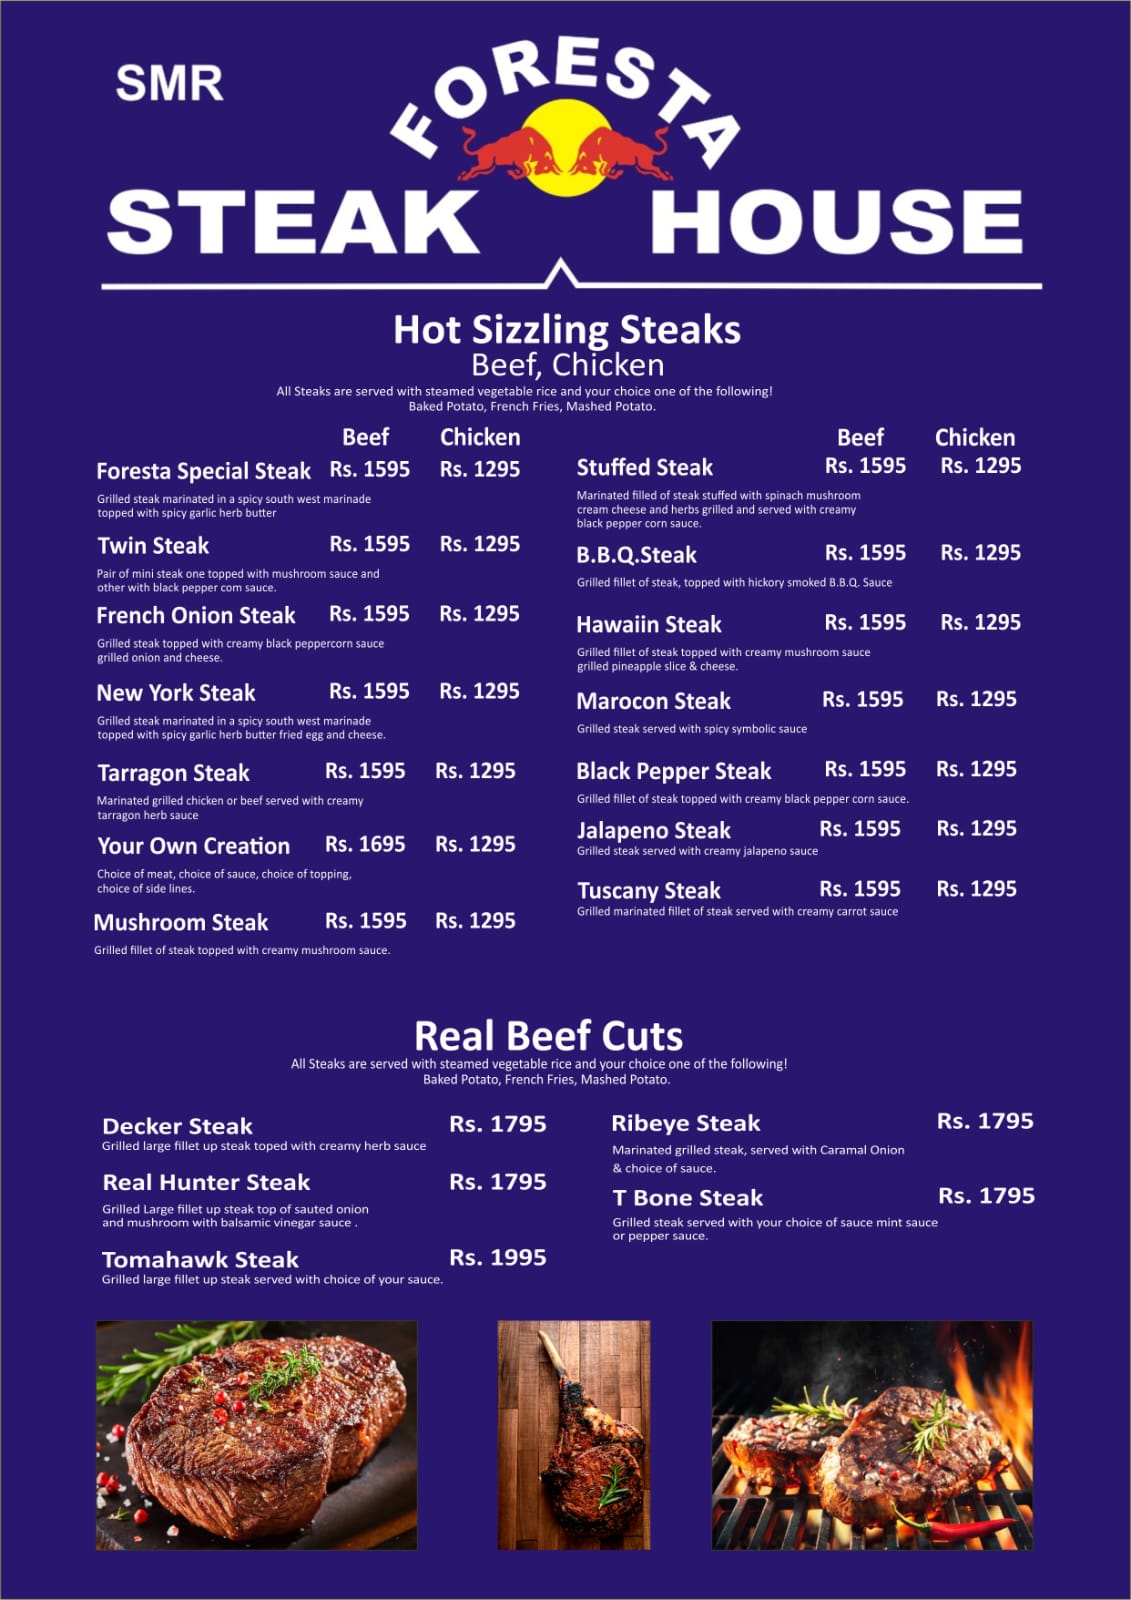 SMR
FORESTA
STEAK HOUSE
Hot Sizzling Steaks
Beef, Chicken
All Steaks are served with steamed vegetable rice and your choice one of the following!
Baked Potato, French Fries, Mashed Potato.
Beef Chicken
Foresta Special Steak Rs. 1595 Rs. 1295
Grilled steak marinated in a spicy south west marinade
topped with spicy garlic herb butter
Twin Steak Rs. 1595 Rs. 1295
Pair of mini steak one topped with mushroom sauce and
other with black pepper com sauce.
French Onion Steak Rs. 1595 Rs. 1295
Grilled steak topped with creamy black peppercorn sauce
grilled onion and cheese.
New York Steak Rs. 1595 Rs. 1295
Grilled steak marinated in a spicy south west marinade
topped with spicy garlic herb butter fried egg and cheese.
Tarragon Steak Rs. 1595 Rs. 1295
Marinated grilled chicken or beef served with creamy
tarragon herb sauce
Your Own Creation Rs. 1695 Rs. 1295
Choice of meat, choice of sauce, choice of topping,
choice of side lines.
Mushroom Steak Rs. 1595 Rs. 1295
Grilled fillet of steak topped with creamy mushroom sauce.
Beef Chicken
Stuffed Steak Rs. 1595 Rs. 1295
Marinated filled of steak stuffed with spinach mushroom
cream cheese and herbs grilled and served with creamy
black pepper corn sauce.
B.B.Q.Steak Rs. 1595 Rs. 1295
Grilled fillet of steak, topped with hickory smoked B.B.Q. Sauce
Hawaiin Steak Rs. 1595 Rs. 1295
Grilled fillet of steak topped with creamy mushroom sauce
grilled pineapple slice & cheese.
Marocon Steak Rs. 1595 Rs. 1295
Grilled steak served with spicy symbolic sauce
Black Pepper Steak Rs. 1595 Rs. 1295
Grilled fillet of steak topped with creamy black pepper corn sauce.
Jalapeno Steak Rs. 1595 Rs. 1295
Grilled steak served with creamy jalapeno sauce
Tuscany Steak Rs. 1595 Rs. 1295
Grilled marinated fillet of steak served with creamy carrot sauce
Real Beef Cuts
All Steaks are served with steamed vegetable rice and your choice one of the following!
Baked Potato, French Fries, Mashed Potato.
Decker Steak Rs. 1795
Grilled large fillet up steak toped with creamy herb sauce
Real Hunter Steak Rs. 1795
Grilled Large fillet up steak top of sauted onion
and mushroom with balsamic vinegar sauce .
Tomahawk Steak Rs. 1995
Grilled large fillet up steak served with choice of your sauce.
Ribeye Steak Rs. 1795
Marinated grilled steak, served with Caramal Onion
& choice of sauce.
T Bone Steak Rs. 1795
Grilled steak served with your choice of sauce mint sauce
or pepper sauce.